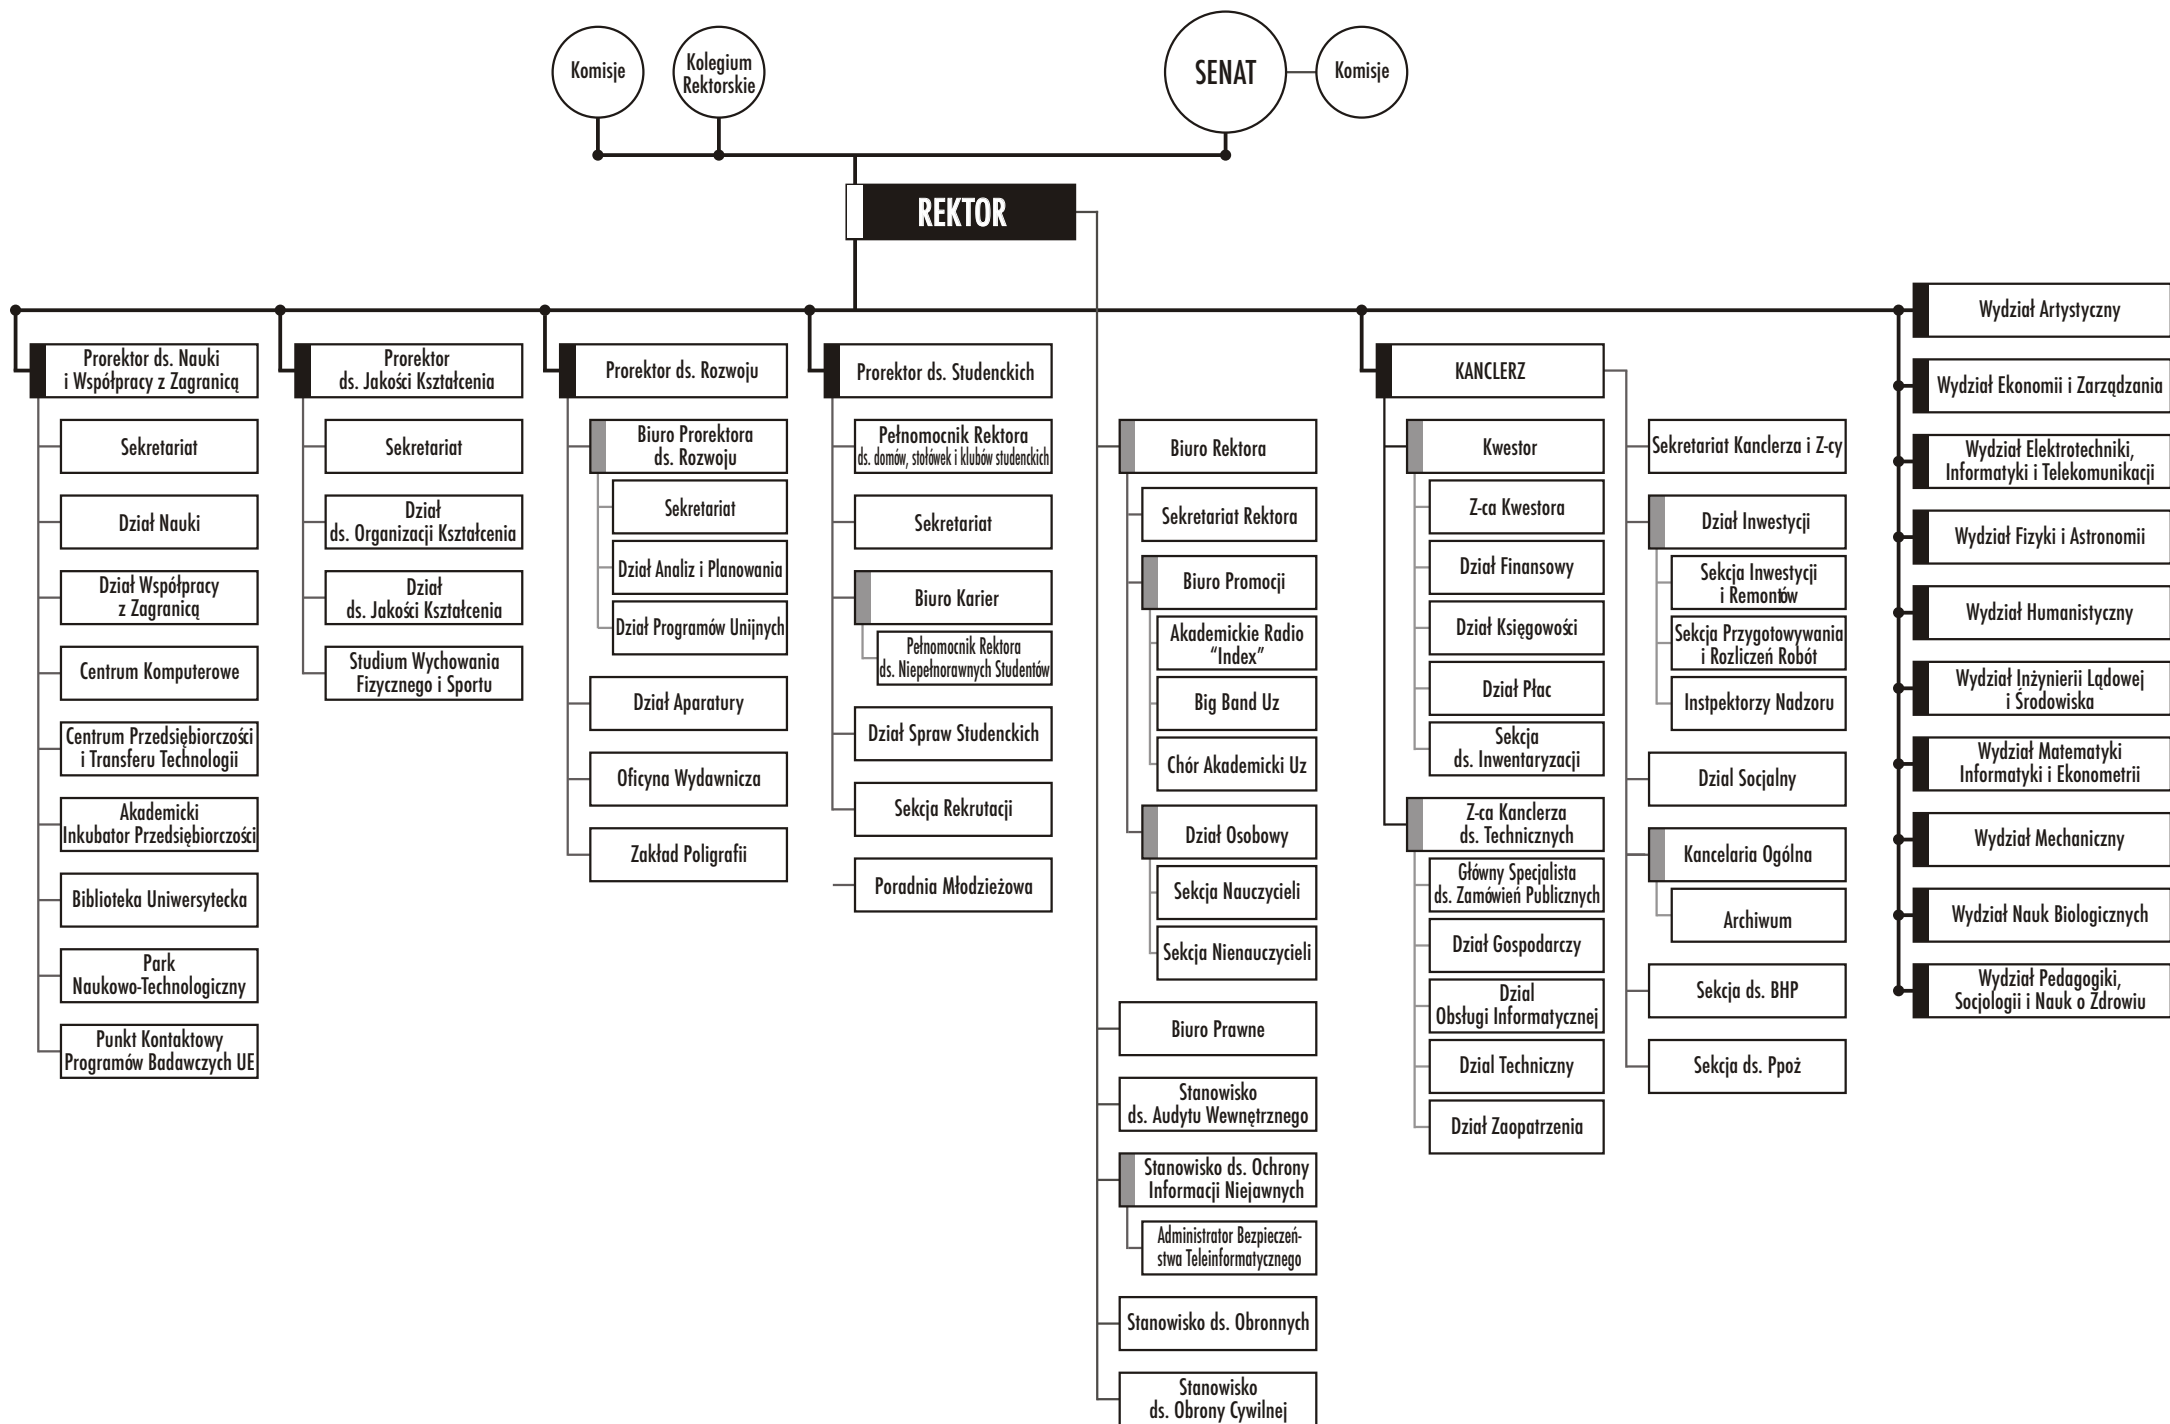 Komisje
Kolegium
Rektorskie
SENAT
Komisje
REKTOR
Prorektor ds. Nauki
i Współpracy z Zagranicą
Sekretariat
Dział Nauki
Dział Współpracy
z Zagranicą
Centrum Komputerowe
Centrum Przedsiębiorczości
i Transferu Technologii
Akademicki
Inkubator Przedsiębiorczości
Biblioteka Uniwersytecka
Park
Naukowo-Technologiczny
Punkt Kontaktowy
Programów Badawczych UE
Prorektor
ds. Jakości Kształcenia
Sekretariat
Dział
ds. Organizacji Kształcenia
Dział
ds. Jakości Kształcenia
Studium Wychowania
Fizycznego i Sportu
Prorektor ds. Rozwoju
Biuro Prorektora
ds. Rozwoju
Sekretariat
Dział Analiz i Planowania
Dział Programów Unijnych
Dział Aparatury
Oficyna Wydawnicza
Zakład Poligrafii
Prorektor ds. Studenckich
Pełnomocnik Rektora
ds. domów, stołówek i klubów studenckich
Sekretariat
Biuro Karier
Pełnomocnik Rektora
ds. Niepełnorawnych Studentów
Dział Spraw Studenckich
Sekcja Rekrutacji
Poradnia Młodzieżowa
Biuro Rektora
Sekretariat Rektora
Biuro Promocji
Akademickie Radio
“Index”
Big Band Uz
Chór Akademicki Uz
Dział Osobowy
Sekcja Nauczycieli
Sekcja Nienauczycieli
Biuro Prawne
Stanowisko
ds. Audytu Wewnętrznego
Stanowisko ds. Ochrony
Informacji Niejawnych
Administrator Bezpieczeń-
stwa Teleinformatycznego
Stanowisko ds. Obronnych
Stanowisko
ds. Obrony Cywilnej
KANCLERZ
Kwestor
Z-ca Kwestora
Dział Finansowy
Dział Księgowości
Dział Płac
Sekcja
ds. Inwentaryzacji
Z-ca Kanclerza
ds. Technicznych
Główny Specjalista
ds. Zamówień Publicznych
Dział Gospodarczy
Dzial
Obsługi Informatycznej
Dzial Techniczny
Dział Zaopatrzenia
Sekretariat Kanclerza i Z-cy
Dział Inwestycji
Sekcja Inwestycji
i Remontów
Sekcja Przygotowywania
i Rozliczeń Robót
Instpektorzy Nadzoru
Dzial Socjalny
Kancelaria Ogólna
Archiwum
Sekcja ds. BHP
Sekcja ds. Ppoż
Wydział Artystyczny
Wydział Ekonomii i Zarządzania
Wydział Elektrotechniki,
Informatyki i Telekomunikacji
Wydział Fizyki i Astronomii
Wydział Humanistyczny
Wydział Inżynierii Lądowej
i Środowiska
Wydział Matematyki
Informatyki i Ekonometrii
Wydział Mechaniczny
Wydział Nauk Biologicznych
Wydział Pedagogiki,
Socjologii i Nauk o Zdrowiu